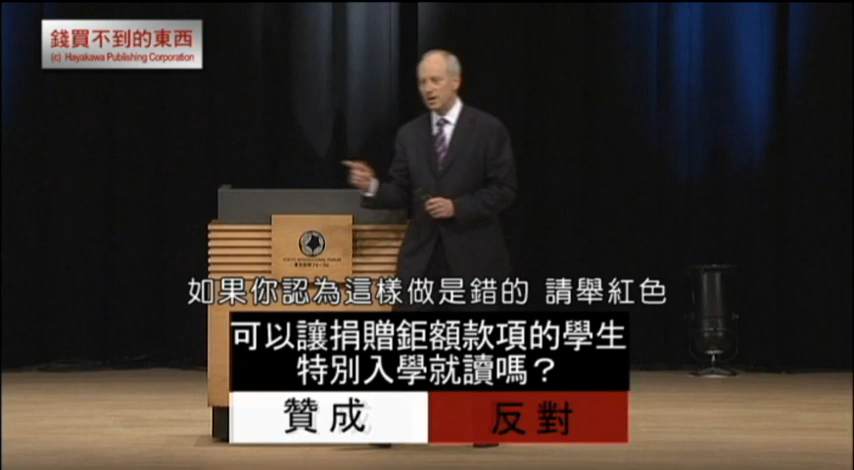 錢買不到的東西
(c) Hayakawa Publishing Corporation
如果你認為這樣做是錯的 請舉紅色
可以讓捐贈鉅額款項的學生
特別入學就讀嗎？
贊成
反對